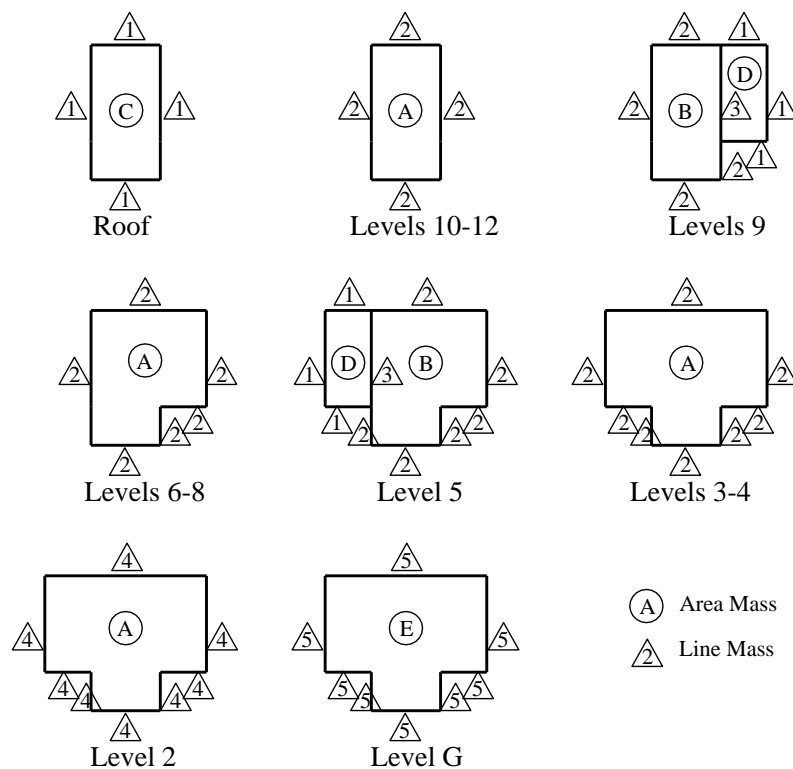 1 2 2 1
C A D
1 1 2 2 2 B 3 1
1 2 2 2 1
Roof Levels 10-12 Levels 9
2 1 2 2
A D B A
2 2 1 3 2 2 2
2 2 1 2 2 2 2 2 2 2
2 2 2
Levels 6-8 Level 5 Levels 3-4
4 5
A E A Area Mass
4 4 5 5 2 Line Mass
4 4 4 4 5 5 5 5
4 5
Level 2 Level G